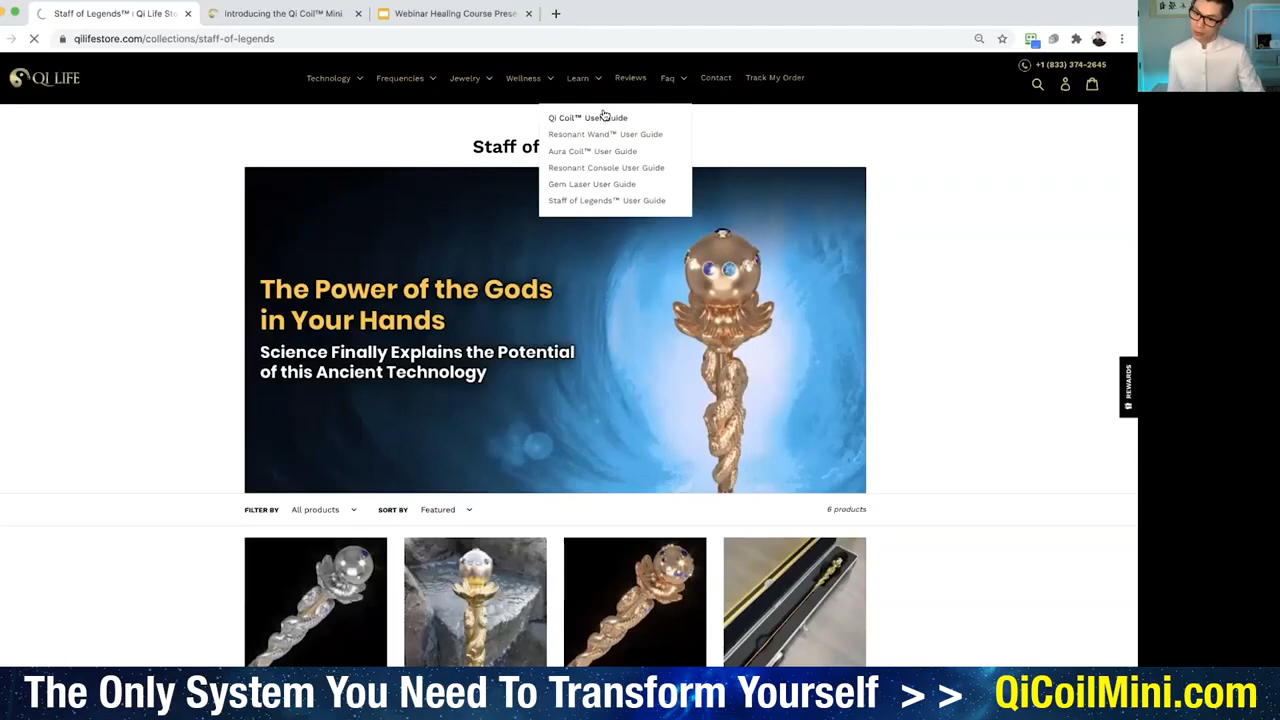 Staff of Legends™ ı Qi Life Sto
Introducing the Qi Coil™ Mini
Webinar Healing Course Prese
qilifestore.com/collections/staff-of-legends
QI LIFE
Technology
Frequencies
Jewelry
Wellness
Learn
Reviews
Faq
Contact
Track My Order
+1 (833) 374-2645
Qi Coil™ User Guide
Resonant Wand™ User Guide
Aura Coil™ User Guide
Resonant Console User Guide
Gem Laser User Guide
Staff of Legends™ User Guide
Staff of
The Power of the Gods
in Your Hands
Science Finally Explains the Potential
of this Ancient Technology
REWARDS
FILTER BY All products SORT BY Featured 6 products
The Only System You Need To Transform Yourself > > QiCoilMini.com